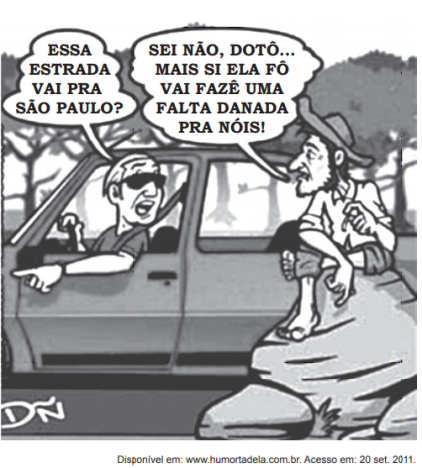 ESSA
ESTRADA
VAI PRA
SÃO PAULO?
SEI NÃO, DOTÔ...
MAIS SI ELA FÔ
VAI FAZÊ UMA
FALTA DANADA
PRA NÓIS!
DÑ
Disponível em: www.humortadela.com.br. Acesso em: 20 set. 2011.